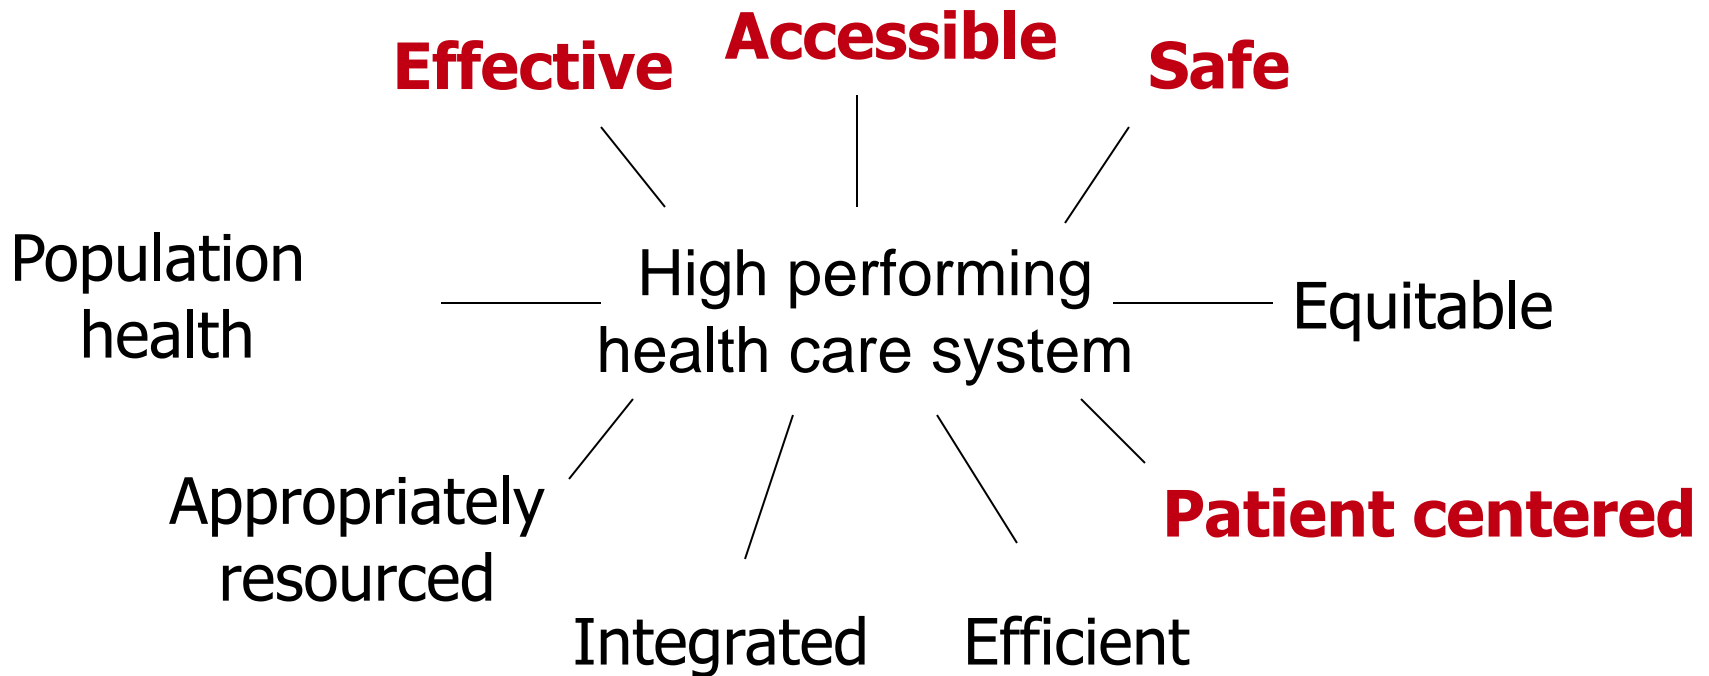 Effective
Accessible
Safe
Population
health
High performing
health care system
Equitable
Appropriately
resourced
Patient centered
Integrated
Efficient